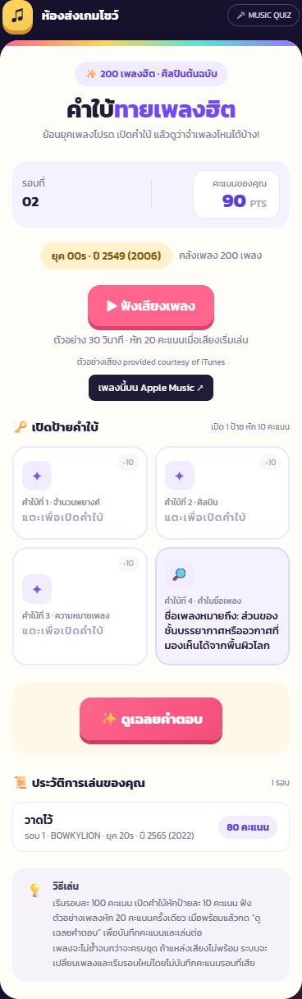 ห้องส่งเกมโชว์
MUSIC QUIZ
200 เพลงฮิต · ศิลปินต้นฉบับ
คำใบ้ทายเพลงฮิต
ย้อนยุคเพลงโปรด เปิดคำใบ้ แล้วดูว่าจำเพลงไหนได้บ้าง!
รอบที่
02
คะแนนของคุณ
90 PTS
ยุค 00s · ปี 2549 (2006)
คลังเพลง 200 เพลง
▶ ฟังเสียงเพลง
ตัวอย่าง 30 วินาที · หัก 20 คะแนนเมื่อเสียงเริ่มเล่น
ตัวอย่างเสียง provided courtesy of iTunes
เพลงนี้บน Apple Music ↗
เปิดป้ายคำใบ้
เปิด 1 ป้าย หัก 10 คะแนน
-10
คำใบ้ที่ 1 · จำนวนพยางค์
แตะเพื่อเปิดคำใบ้
-10
คำใบ้ที่ 2 · ศิลปิน
แตะเพื่อเปิดคำใบ้
-10
คำใบ้ที่ 3 · ความหมายเพลง
แตะเพื่อเปิดคำใบ้
คำใบ้ที่ 4 · คำในชื่อเพลง
ชื่อเพลงหมายถึง: ส่วนของ
ชั้นบรรยากาศหรืออวกาศที่
มองเห็นได้จากพื้นผิวโลก
ดูเฉลยคำตอบ
ประวัติการเล่นของคุณ
1 รอบ
วาดไว้
รอบ 1 · BOWKYLION · ยุค 20s · ปี 2565 (2022)
80 คะแนน
วิธีเล่น
เริ่มรอบละ 100 คะแนน เปิดคำใบ้หักป้ายละ 10 คะแนน ฟัง
ตัวอย่างเพลงหัก 20 คะแนนครั้งเดียว เมื่อพร้อมแล้วกด "ดู
เฉลยคำตอบ" เพื่อบันทึกคะแนนและเล่นต่อ
เพลงจะไม่ซ้ำจนกว่าจะครบชุด ถ้าแหล่งเสียงไม่พร้อม ระบบจะ
เปลี่ยนเพลงและเริ่มรอบใหม่โดยไม่บันทึกคะแนนรอบที่เสีย